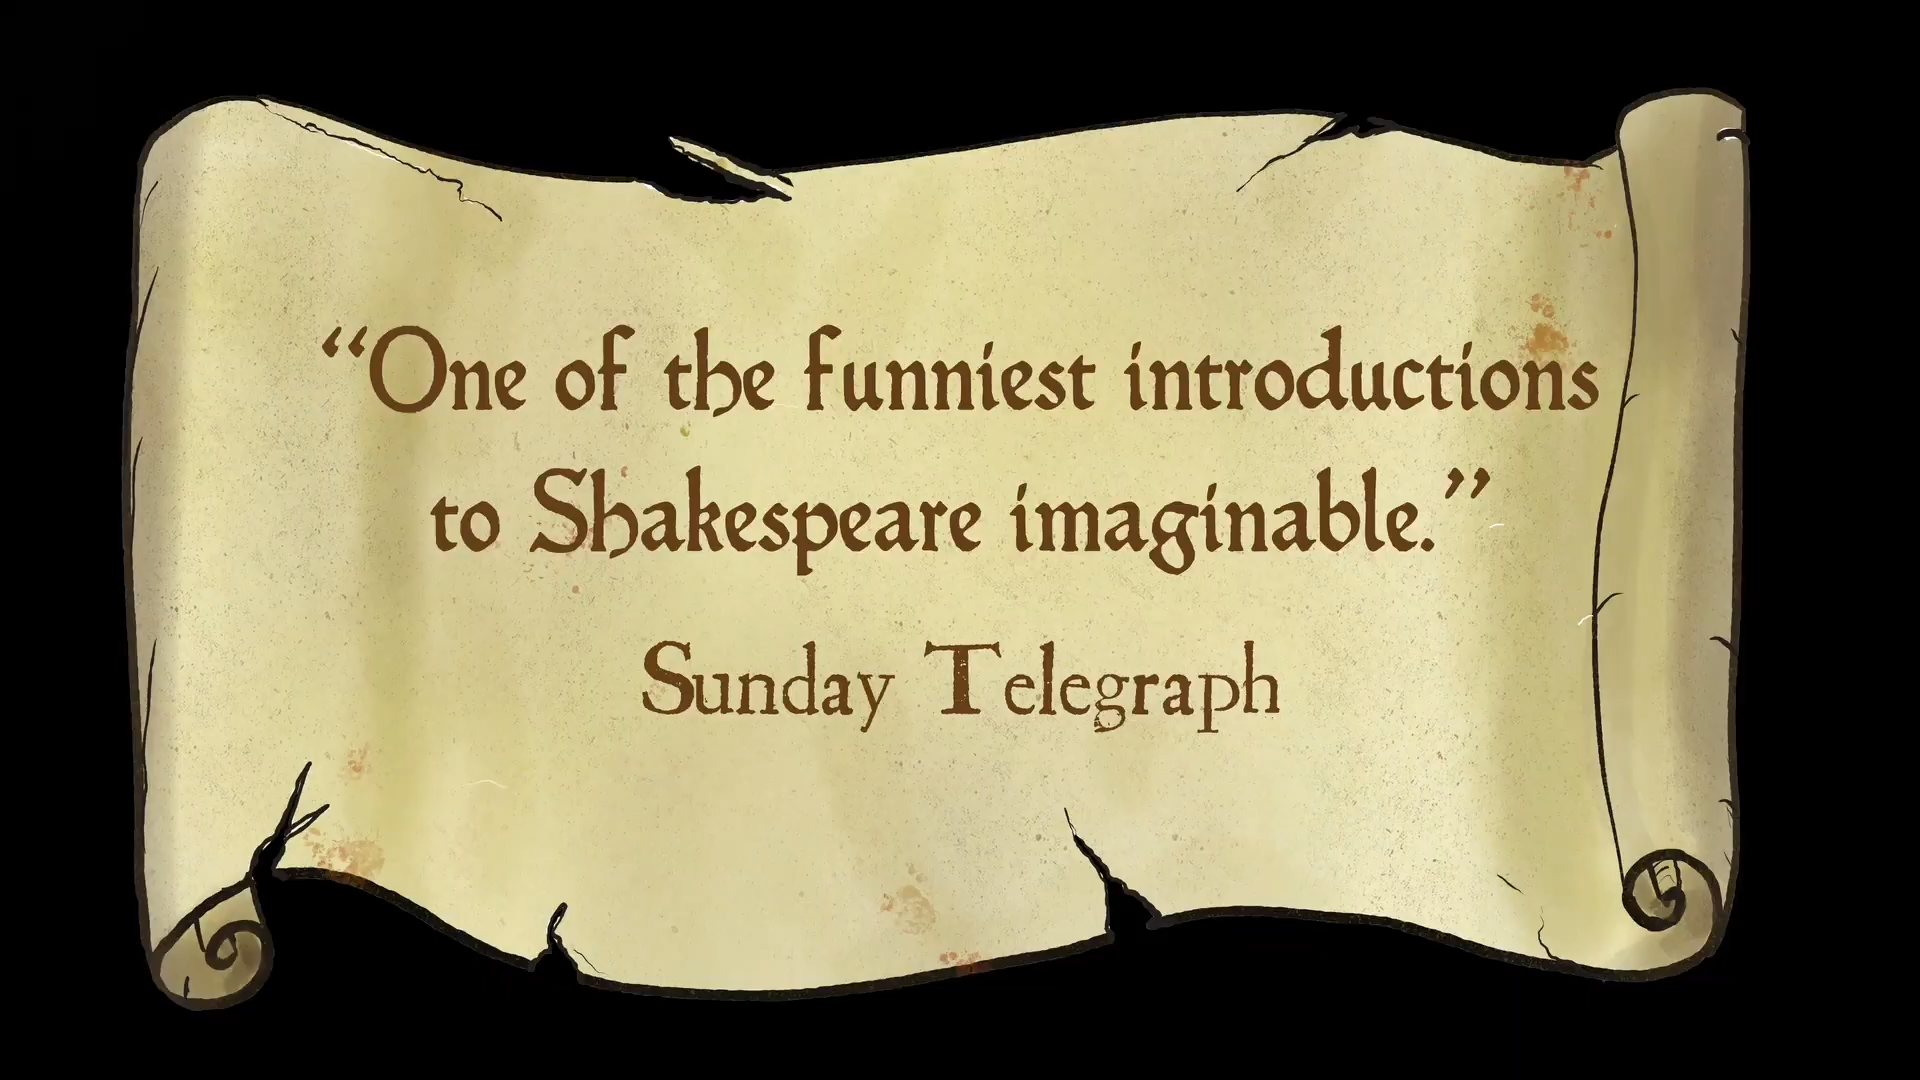 “One of the funniest introductions
to Shakespeare imaginable.”
Sunday Telegraph